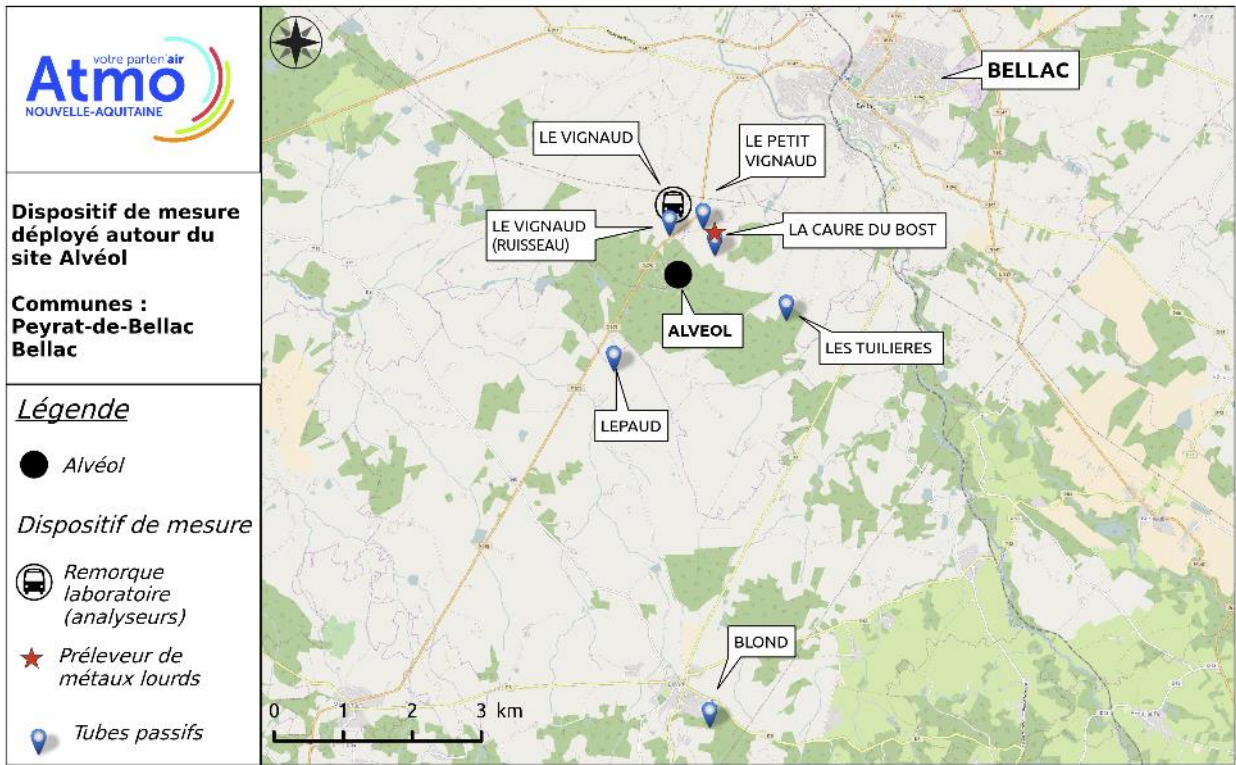 votre parten'air
Atmo
NOUVELLE-AQUITAINE
Dispositif de mesure
déployé autour du
site Alvéol
Communes :
Peyrat-de-Bellac
Bellac
Légende
Alvéol
Dispositif de mesure
Remorque
laboratoire
(analyseurs)
Préleveur de
métaux lourds
Tubes passifs
BELLAC
LE VIGNAUD
LE PETIT
VIGNAUD
LE VIGNAUD
(RUISSEAU)
LA CAURE DU BOST
ALVEOL
LES TUILIERES
LEPAUD
BLOND
0 1 2 3 km